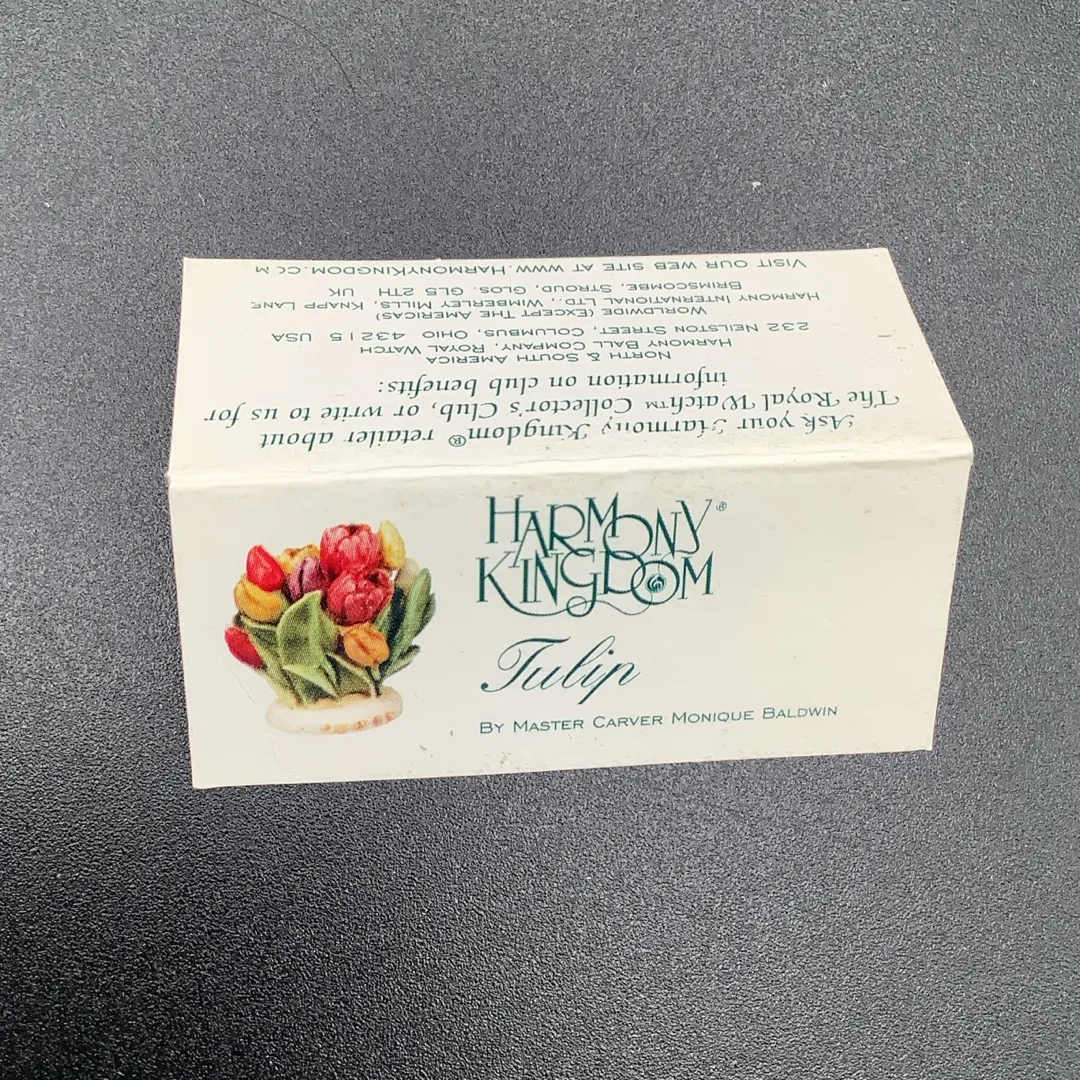 HARMONY®
KINGDOM
Tulip
BY MASTER CARVER MONIQUE BALDWIN
Ask your Harmony Kingdom® retailer about
The Royal Watch™ Collector's Club, or write to us for
information on club benefits:
NORTH & SOUTH AMERICA
HARMONY BALL COMPANY, ROYAL WATCH
232 NEILSTON STREET, COLUMBUS, OHIO 43215 USA
WORLDWIDE (EXCEPT THE AMERICAS)
HARMONY INTERNATIONAL LTD., WIMBERLEY MILLS, KNAPP LANE
BRIMSCOMBE, STROUD, GLOS. GL5 2TH UK
VISIT OUR WEB SITE AT WWW.HARMONYKINGDOM.COM